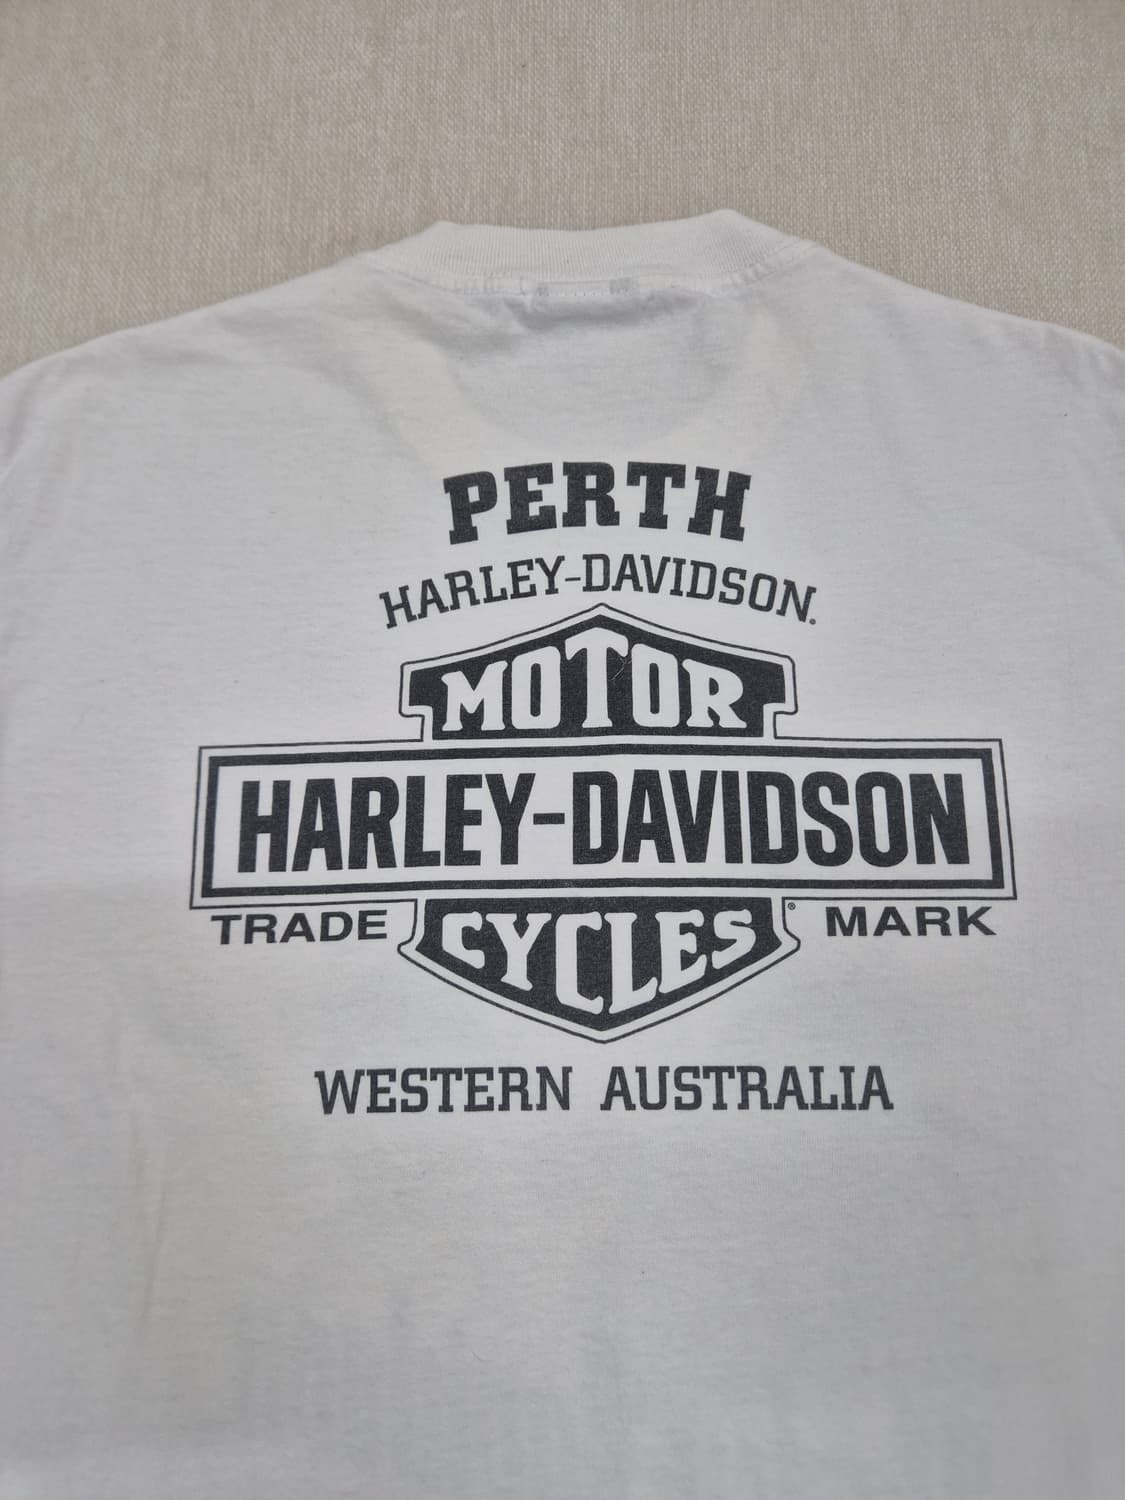 PERTH
HARLEY-DAVIDSON.
MOTOR
HARLEY-DAVIDSON
TRADE MARK
CYCLES ®
WESTERN AUSTRALIA